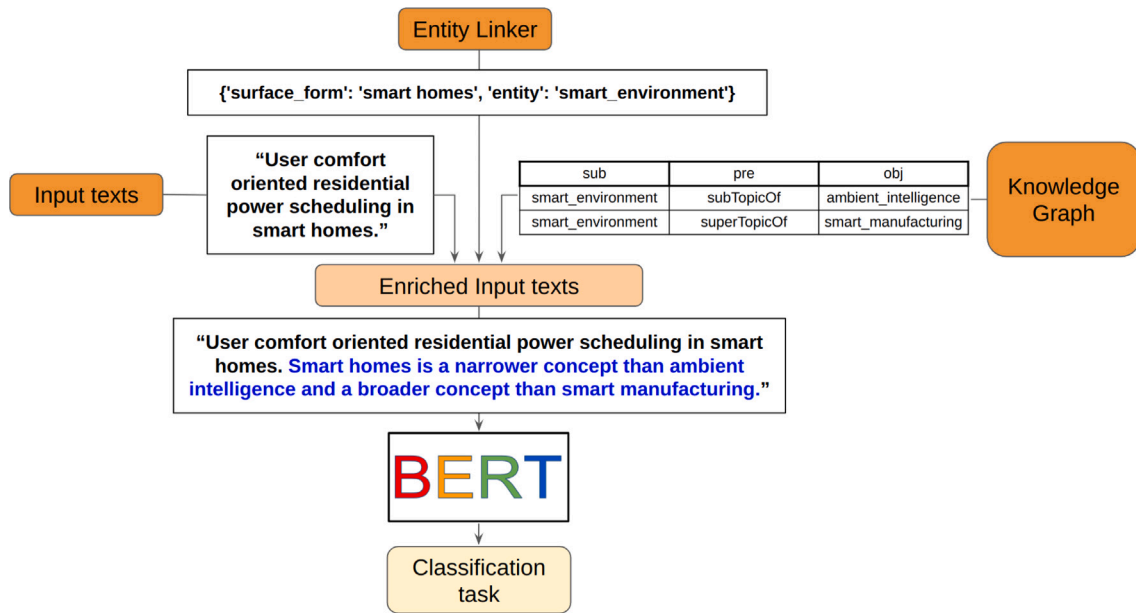 Entity Linker
{'surface_form': 'smart homes', 'entity': 'smart_environment'}
Input texts
“User comfort
oriented residential
power scheduling in
smart homes.”
sub pre obj
smart_environment subTopicOf ambient_intelligence
smart_environment superTopicOf smart_manufacturing
Knowledge
Graph
Enriched Input texts
“User comfort oriented residential power scheduling in smart
homes. Smart homes is a narrower concept than ambient
intelligence and a broader concept than smart manufacturing.”
BERT
Classification
task